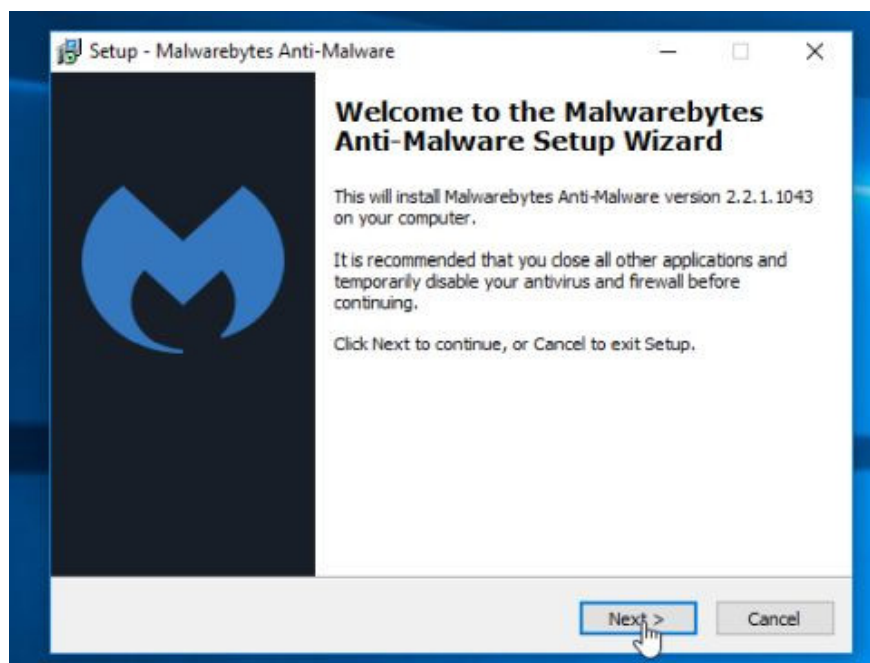 Setup - Malwarebytes Anti-Malware
Welcome to the Malwarebytes
Anti-Malware Setup Wizard
This will install Malwarebytes Anti-Malware version 2.2.1.1043
on your computer.
It is recommended that you close all other applications and
temporarily disable your antivirus and firewall before
continuing.
Click Next to continue, or Cancel to exit Setup.
Next >
Cancel